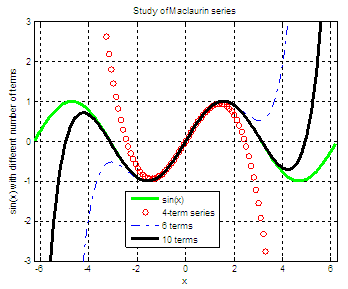 Study of Maclaurin series
sin(x) with different number of terms
3
2
1
0
-1
-2
-3
-6
-4
-2
0
2
4
6
x
sin(x)
4-term series
6 terms
10 terms